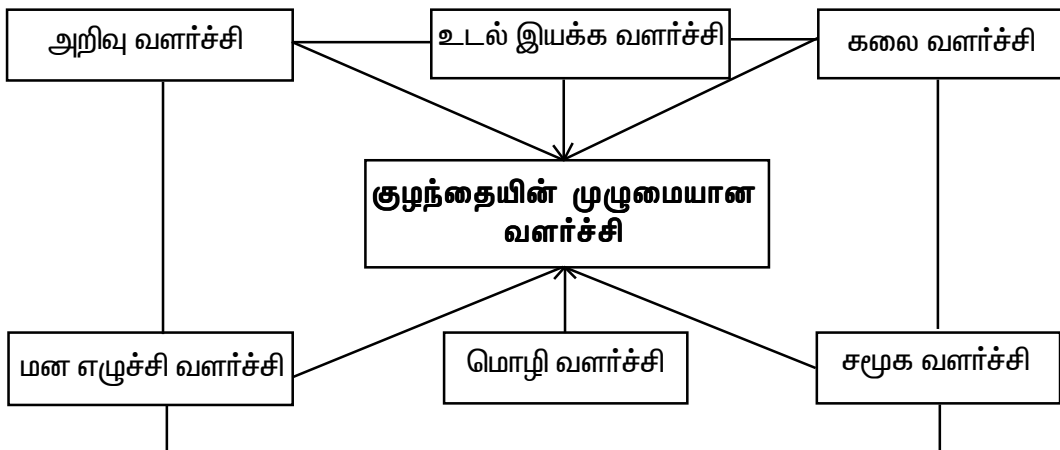 அறிவு வளர்ச்சி
உடல் இயக்க வளர்ச்சி
கலை வளர்ச்சி
குழந்தையின் முழுமையான
வளர்ச்சி
மன எழுச்சி வளர்ச்சி
மொழி வளர்ச்சி
சமூக வளர்ச்சி